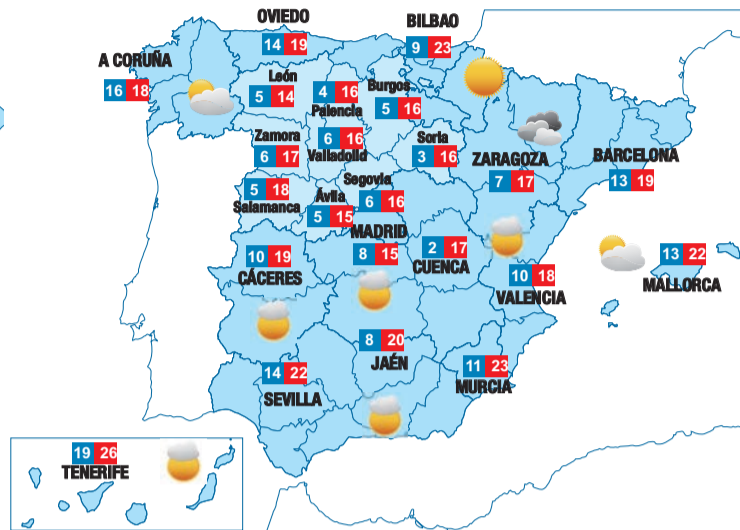 OVIEDO
14 19
BILBAO
9 23
A CORUÑA
16 18
León
5 14
4 16
Palencia
Burgos
5 16
Zamora
6 17
6 16
Valladolid
Soria
3 16
ZARAGOZA
7 17
BARCELONA
13 19
5 18
Salamanca
Ávila
5 15
Segovia
6 16
MADRID
8 15
2 17
CUENCA
10 19
CÁCERES
10 18
VALENCIA
13 22
MALLORCA
8 20
JAÉN
14 22
SEVILLA
11 23
MURCIA
19 26
TENERIFE